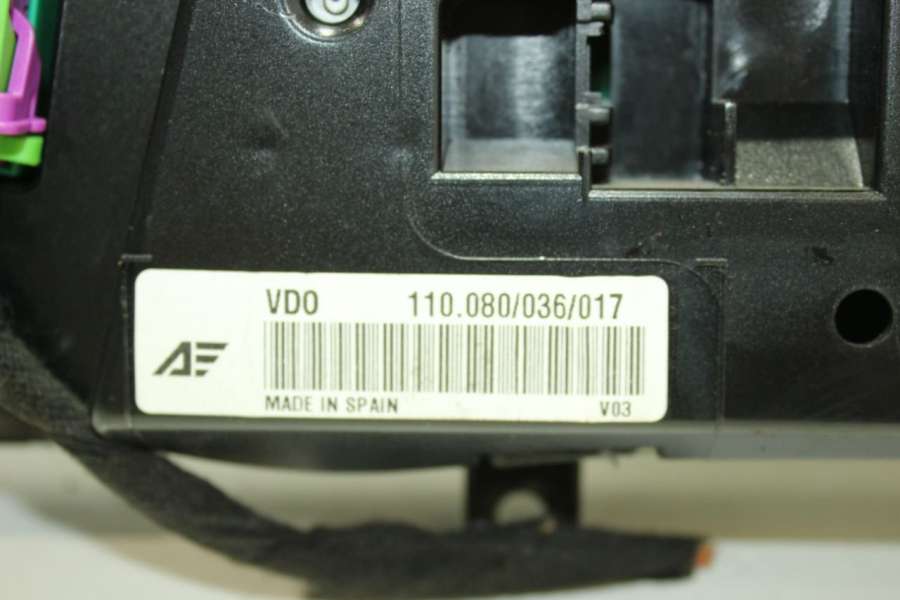 VDO 110.080/036/017
AE
MADE IN SPAIN V03